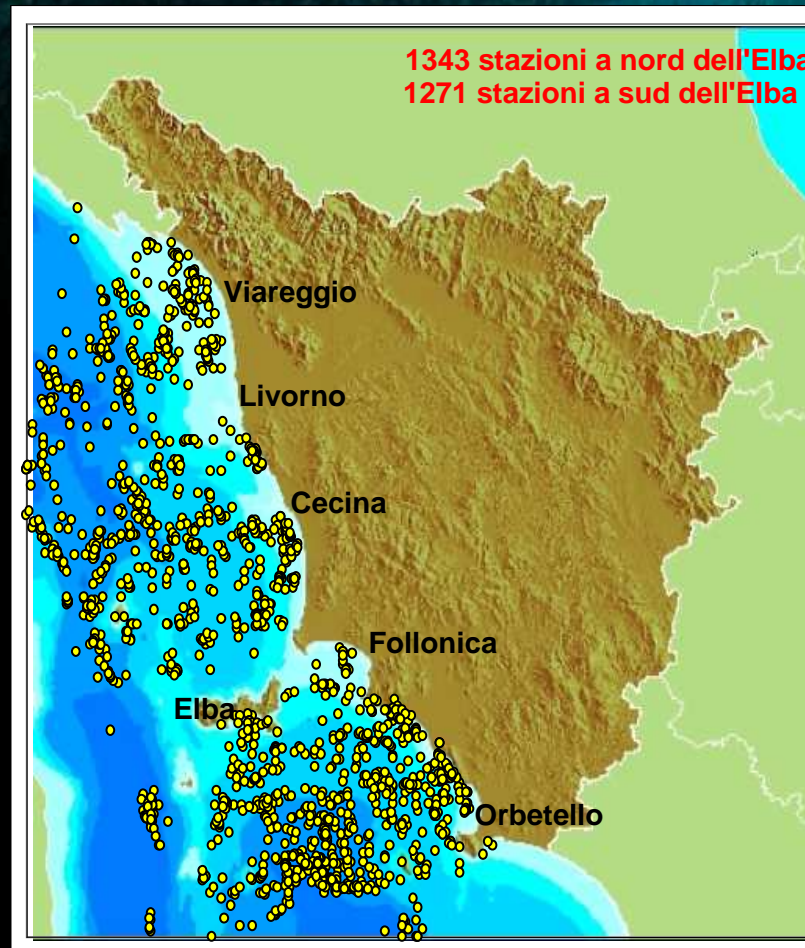 1343 stazioni a nord dell'Elba
1271 stazioni a sud dell'Elba
Viareggio
Livorno
Cecina
Follonica
Elba
Orbetello